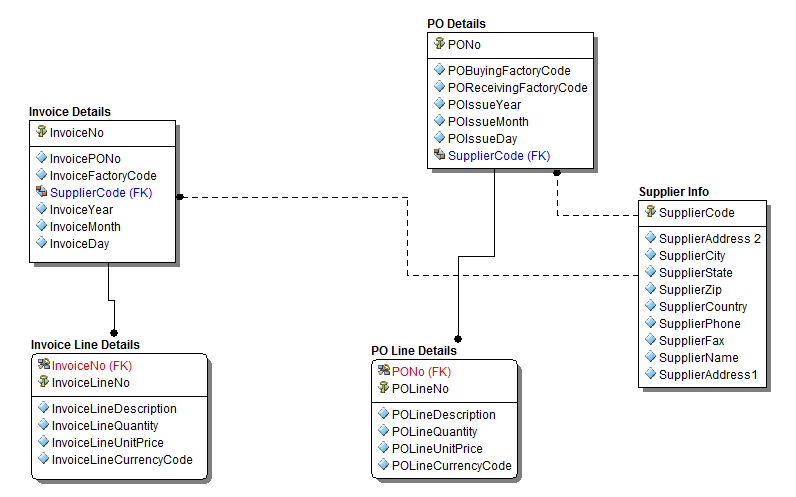 PO Details
PONo
POBuyingFactoryCode
POReceivingFactoryCode
POIssueYear
POIssueMonth
POIssueDay
SupplierCode (FK)
Invoice Details
InvoiceNo
InvoicePONo
InvoiceFactoryCode
SupplierCode (FK)
InvoiceYear
InvoiceMonth
InvoiceDay
Supplier Info
SupplierCode
SupplierAddress 2
SupplierCity
SupplierState
SupplierZip
SupplierCountry
SupplierPhone
SupplierFax
SupplierName
SupplierAddress1
Invoice Line Details
InvoiceNo (FK)
InvoiceLineNo
InvoiceLineDescription
InvoiceLineQuantity
InvoiceLineUnitPrice
InvoiceLineCurrencyCode
PO Line Details
PONo (FK)
POLineNo
POLineDescription
POLineQuantity
POLineUnitPrice
POLineCurrencyCode